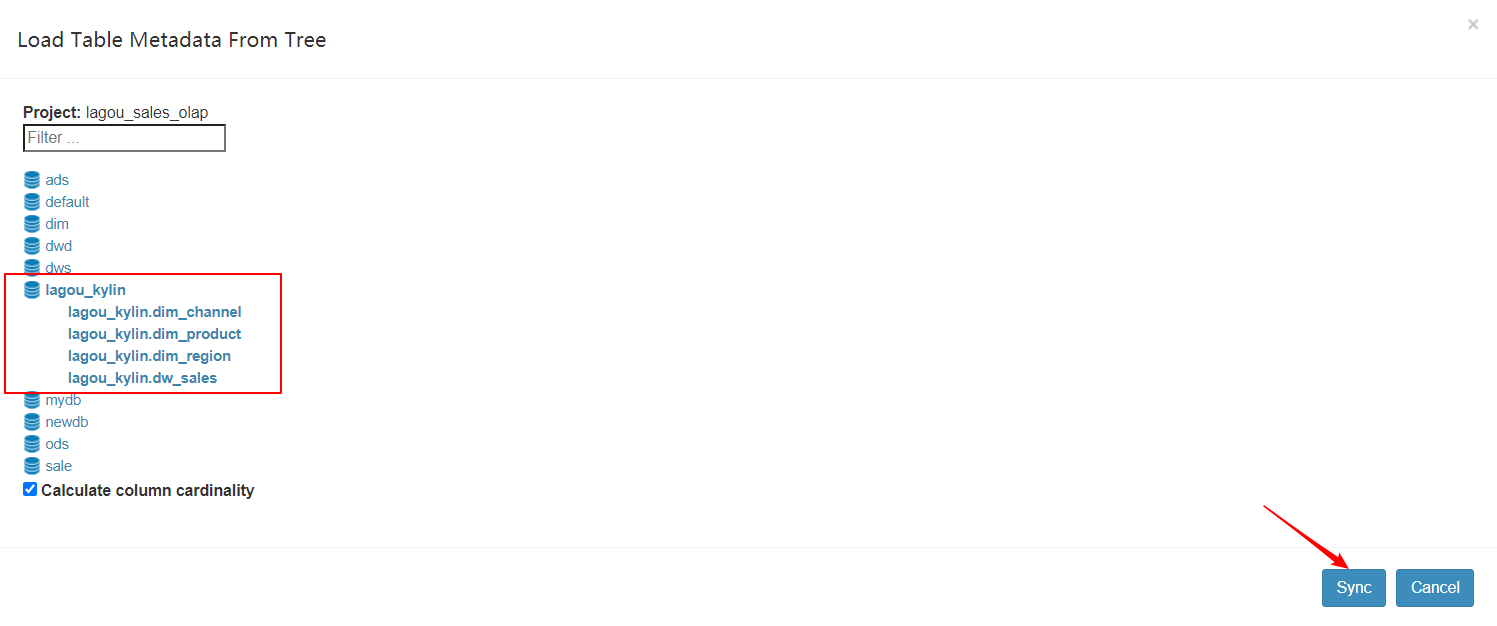 Load Table Metadata From Tree
×
Project: lagou_sales_olap
Filter ...
ads
default
dim
dwd
dws
lagou_kylin
lagou_kylin.dim_channel
lagou_kylin.dim_product
lagou_kylin.dim_region
lagou_kylin.dw_sales
mydb
newdb
ods
sale
Calculate column cardinality
Sync Cancel